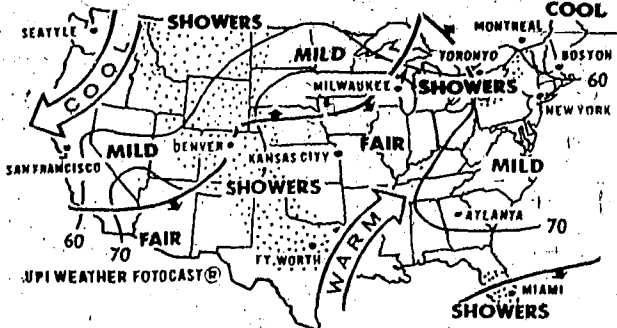 COOL
SHOWERS
MONTREAL
SEATTLE
COOL
MILD
TORONTO
BOSTON
MILWAUKEE
SHOWERS
60
NEW YORK
MILD
DENVER
KANSAS CITY
FAIR
SAN FRANCISCO
MILD
SHOWERS
ATLANTA
60
70
FAIR
70
WARM
FT. WORTH
UPI WEATHER FOTOCAST®
MIAMI
SHOWERS